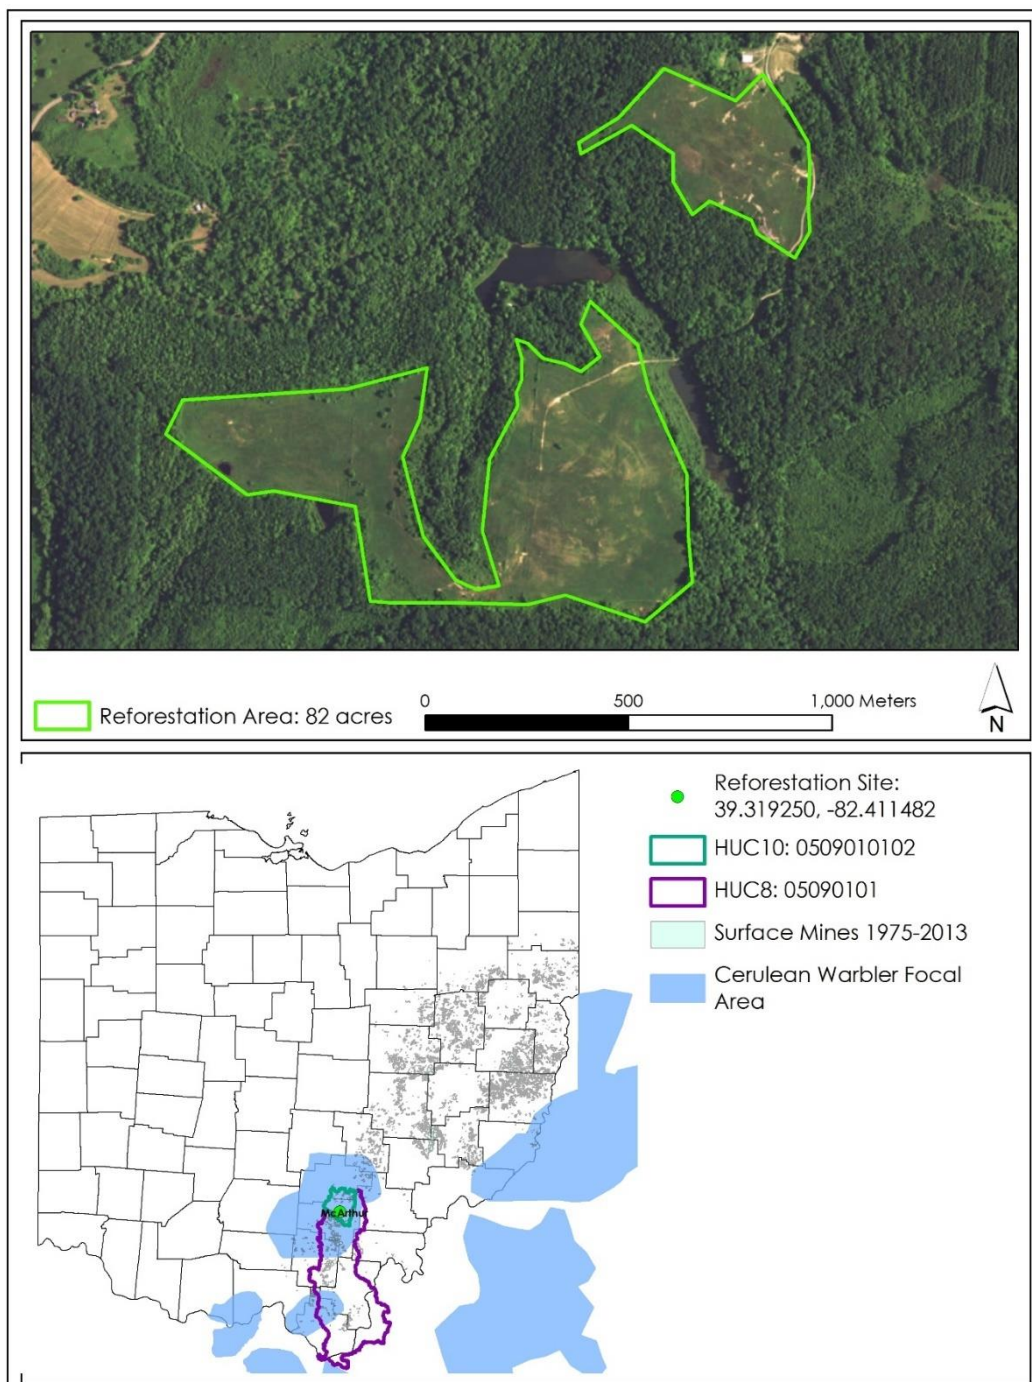 Reforestation Area: 82 acres
0
500
1,000 Meters
N
Reforestation Site:
39.319250, -82.411482
HUC10: 0509010102
HUC8: 05090101
Surface Mines 1975-2013
Cerulean Warbler Focal
Area
McArthur